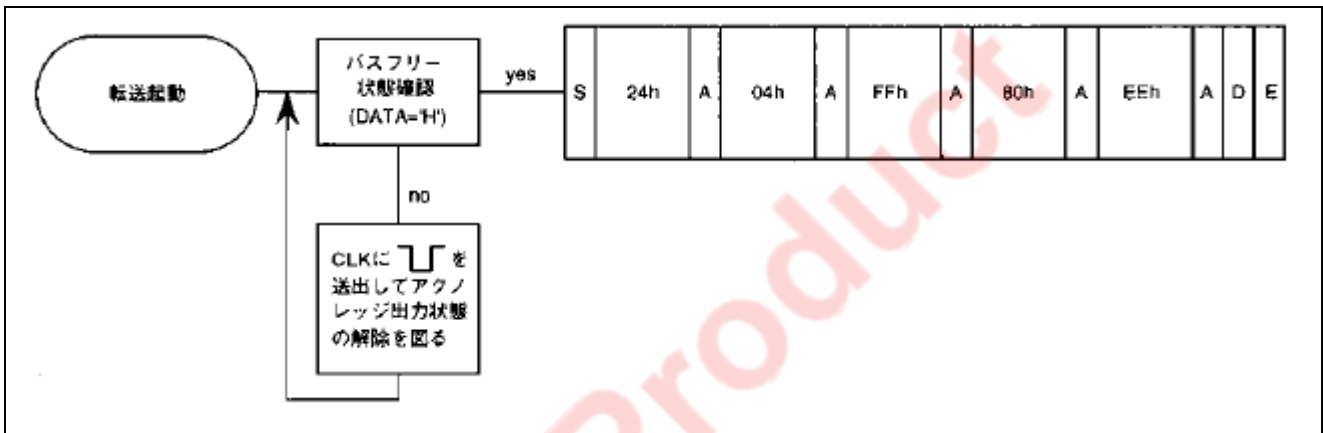 転送起動
バスフリー
状態確認
(DATA='H')
yes
S 24h A 04h A FFh A 80h A EEh A D E
no
CLKに を
送出してアクノ
レッジ出力状態
の解除を図る
Product